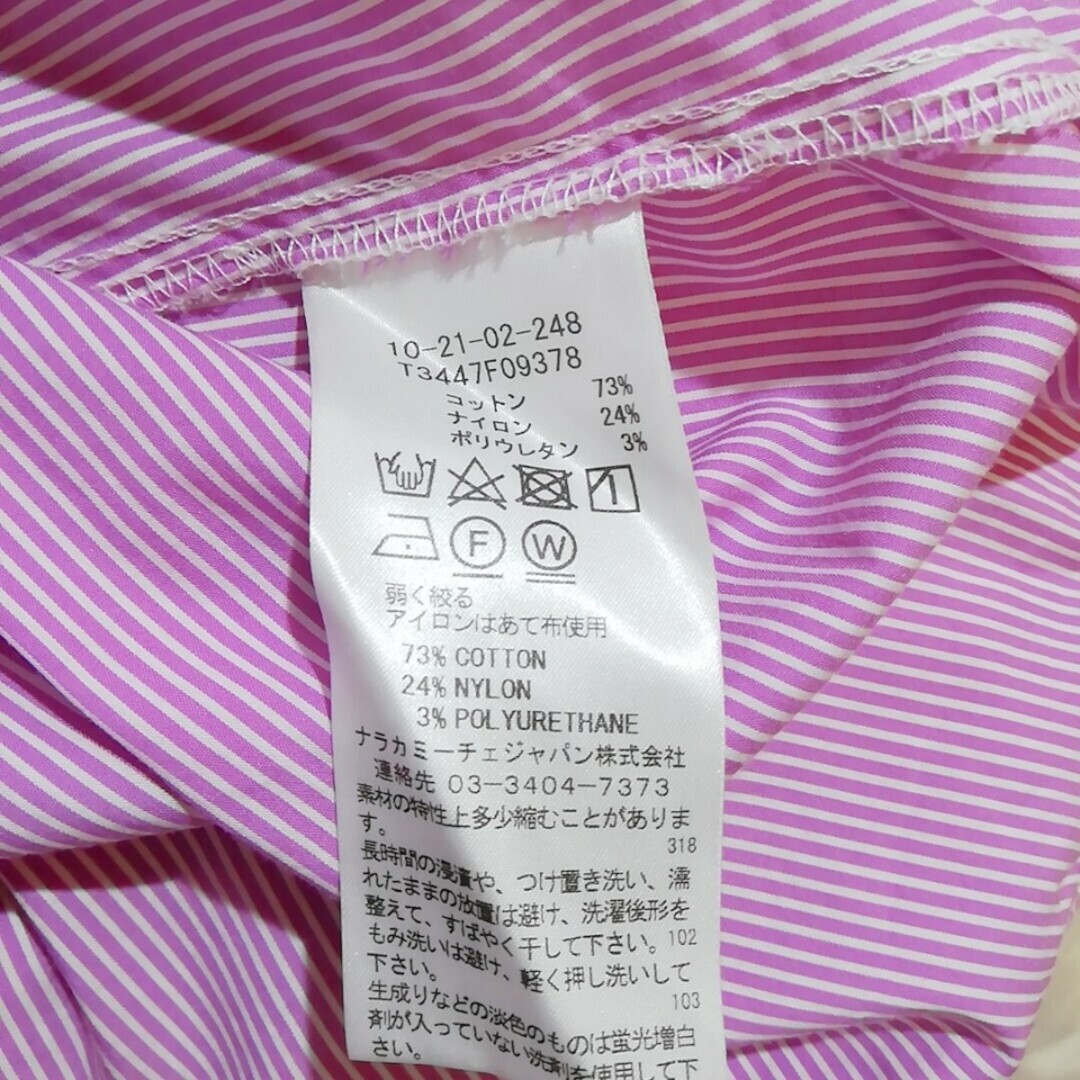 10-21-02-248
T3447F09378
コットン 73%
ナイロン 24%
ポリウレタン 3%
F W
弱く絞る
アイロンはあて布使用
73% COTTON
24% NYLON
3% POLYURETHANE
ナラカミーチェジャパン株式会社
連絡先 03-3404-7373
素材の特性上多少縮むことがありま
す。 318
長時間の浸漬や、つけ置き洗い、濡
れたままの放置は避け、洗濯後形を
整えて、すばやく干して下さい。102
もみ洗いは避け、軽く押し洗いして
下さい。 103
生成りなどの淡色のものは蛍光増白
剤が入っていない洗剤を使用して下
さい。